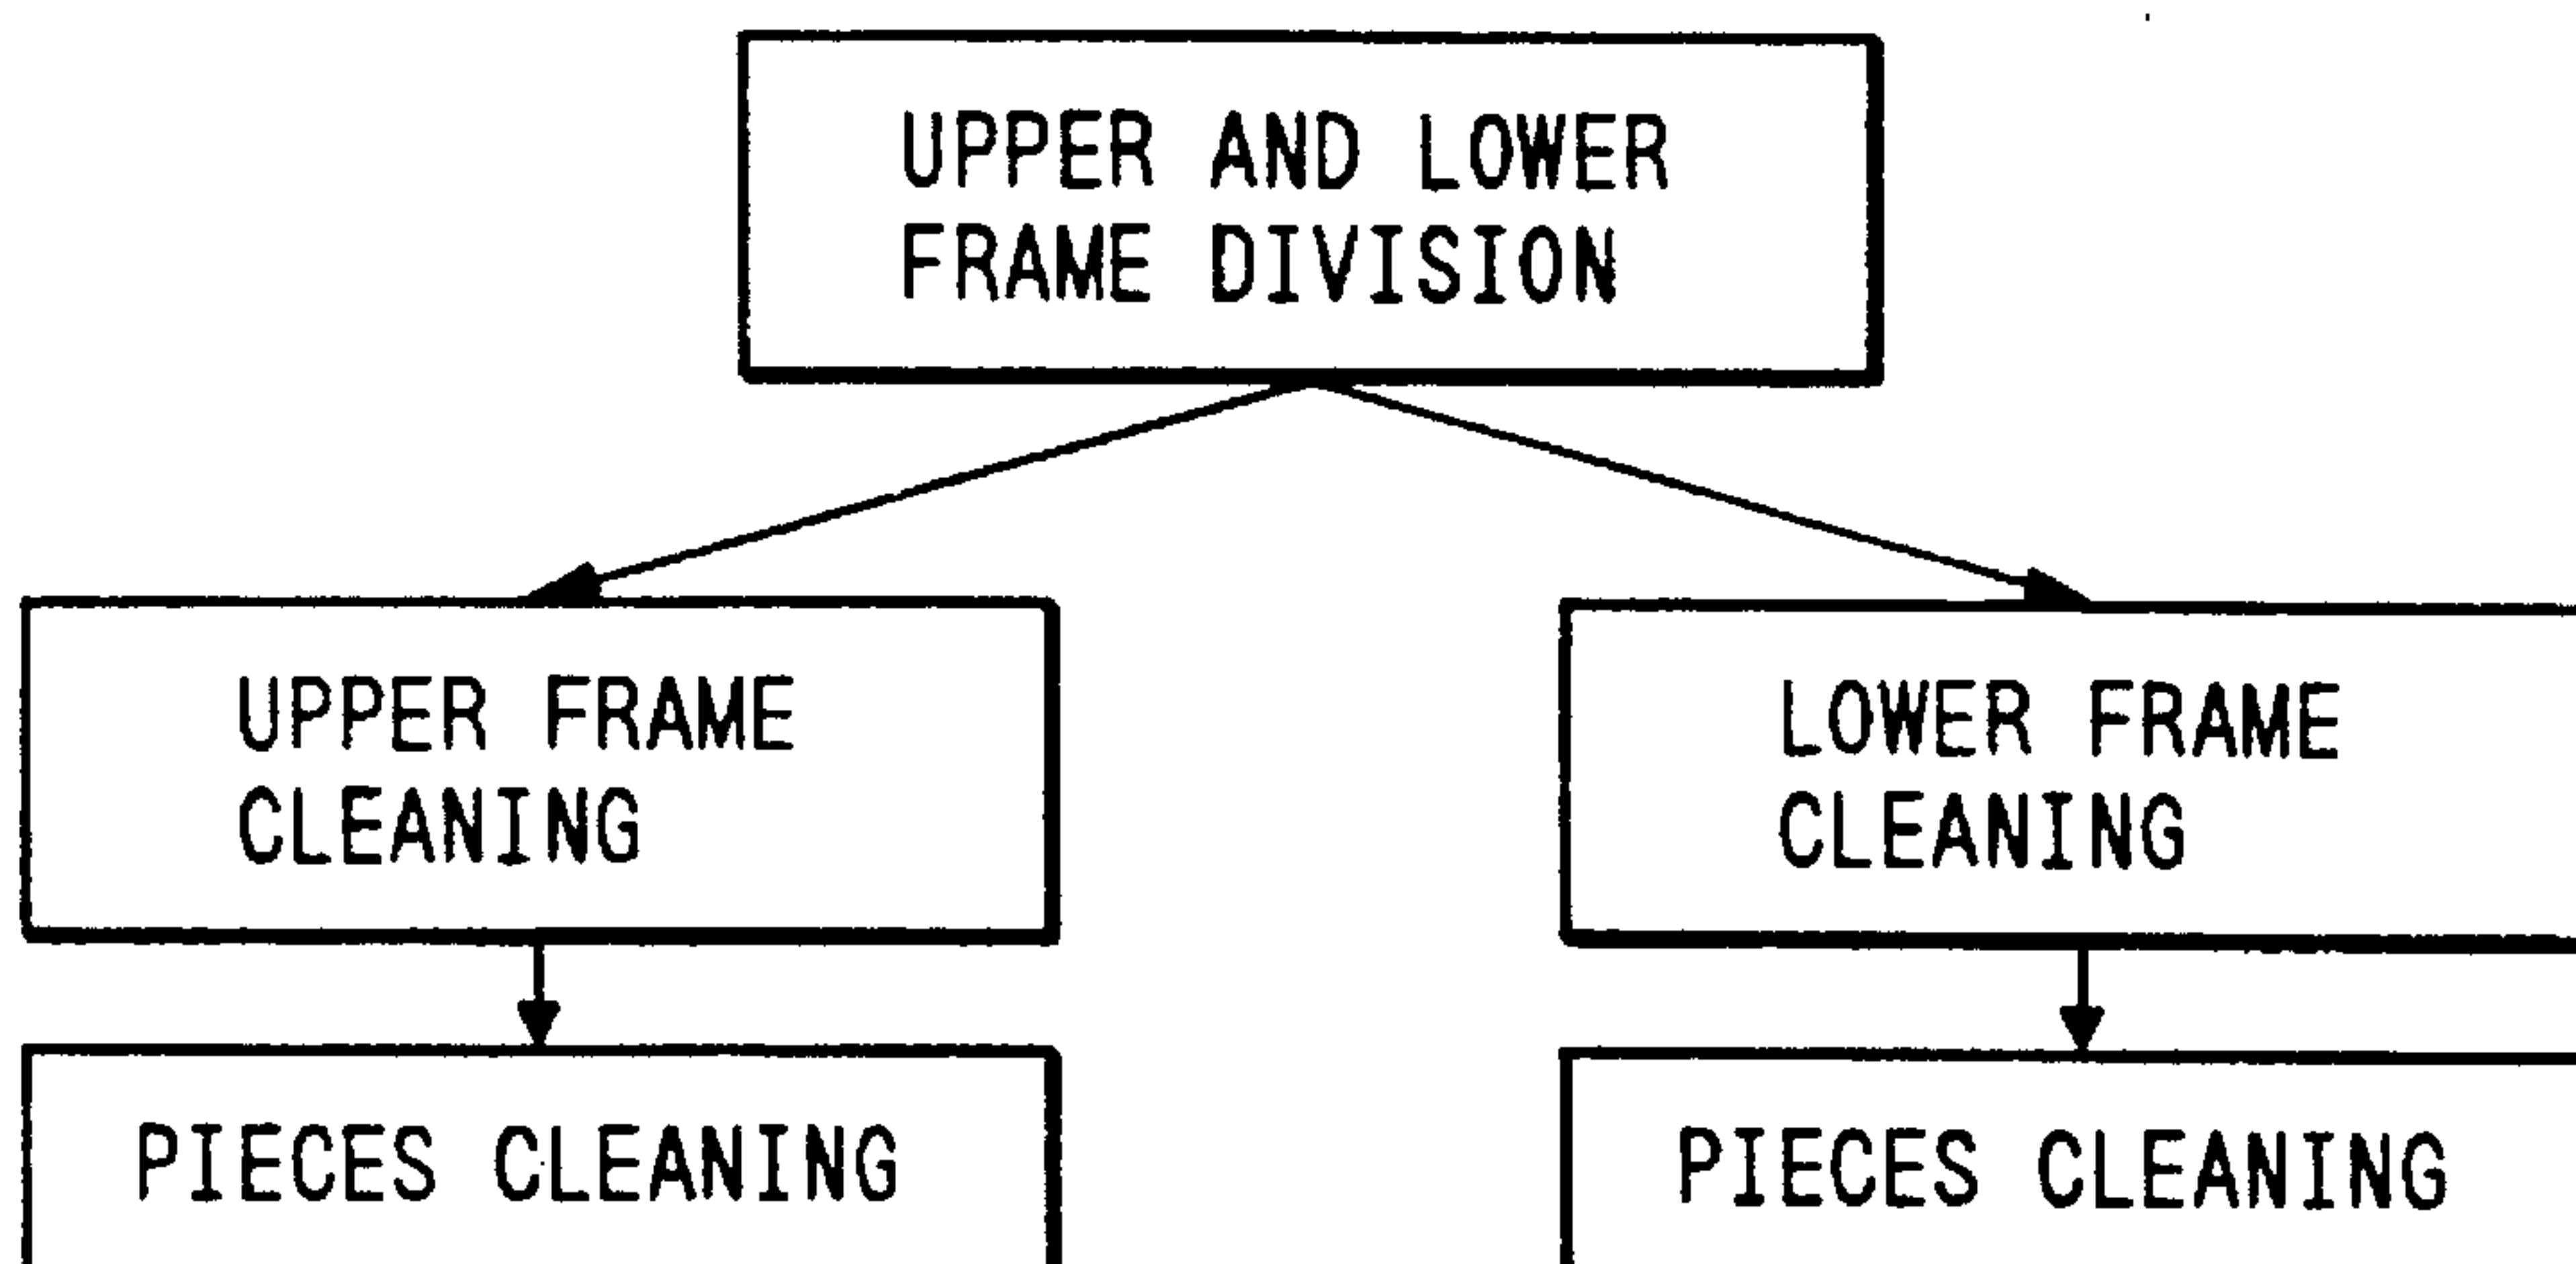 UPPER AND LOWER
FRAME DIVISION
UPPER FRAME
CLEANING
LOWER FRAME
CLEANING
PIECES CLEANING
PIECES CLEANING